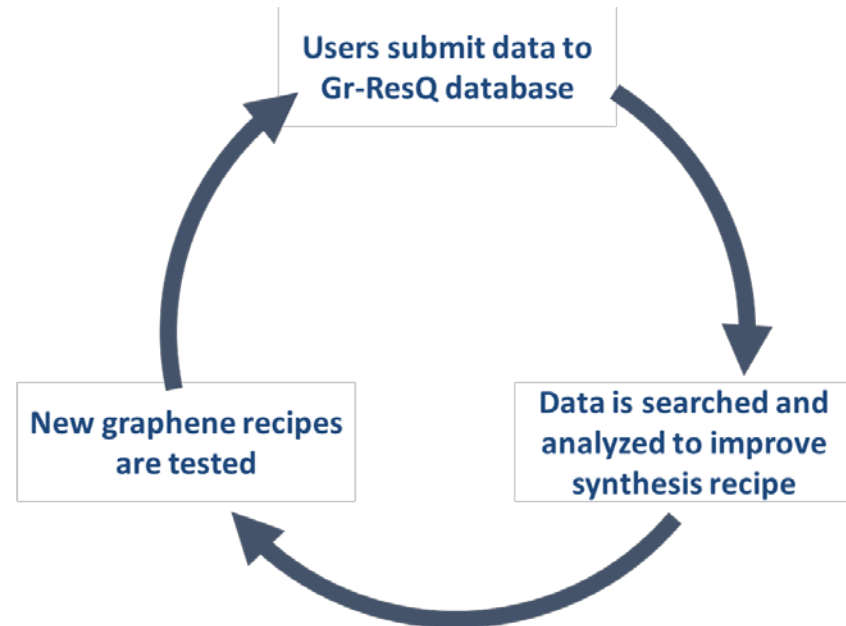 Users submit data to
Gr-ResQ database
Data is searched and
analyzed to improve
synthesis recipe
New graphene recipes
are tested